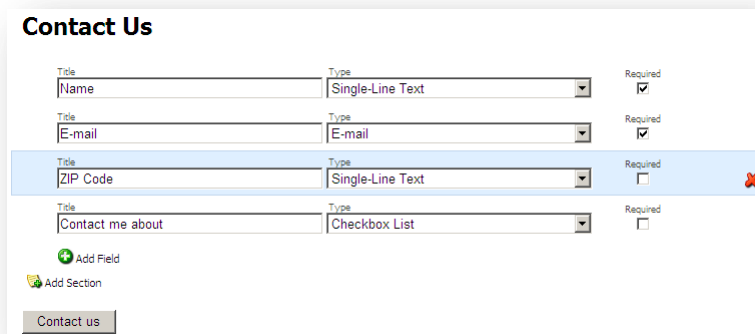 Contact Us
Title Type Required
Name Single-Line Text
Title Type Required
E-mail E-mail
Title Type Required
ZIP Code Single-Line Text
Title Type Required
Contact me about Checkbox List
Add Field
Add Section
Contact us